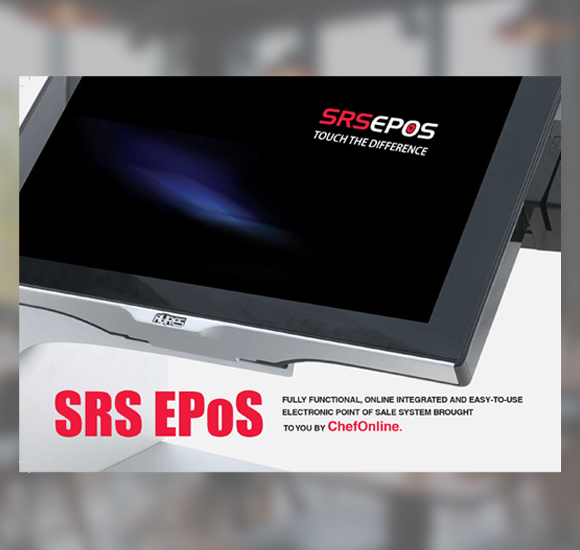 SRSEPOS
TOUCH THE DIFFERENCE
AURES
SRS EPoS
FULLY FUNCTIONAL, ONLINE INTEGRATED AND EASY-TO-USE
ELECTRONIC POINT OF SALE SYSTEM BROUGHT
TO YOU BY ChefOnline.